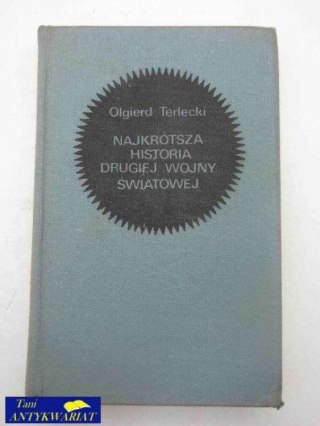 Olgierd Terlecki
NAJKRÓTSZA
HISTORIA
DRUGIEJ WOJNY
ŚWIATOWEJ
Tani
ANTYKWARIAT